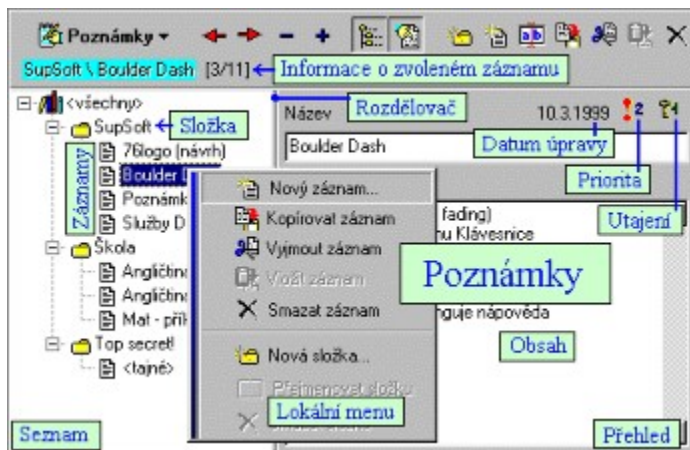 Poznámky
SupSoft \ Boulder Dash [3/11] Informace o zvoleném záznamu
<všechny>
SupSoft Složka
76logo (návrh)
Boulder D
Poznámk
Služby D
Záznamy
Škola
Angličtina
Angličtina
Mat - přík
Top secret!
<tajné>
Seznam
Rozdělovač
Název 10.3.1999 2 1
Boulder Dash Datum úpravy
Priorita
Utajení
Nový záznam...
Kopírovat záznam
Vyjmout záznam
Vložit záznam
Smazat záznam
Nová složka...
Přejmenovat složku
Lokální menu
fading)
nu Klávesnice
Poznámky
nguje nápověda
Obsah
Přehled